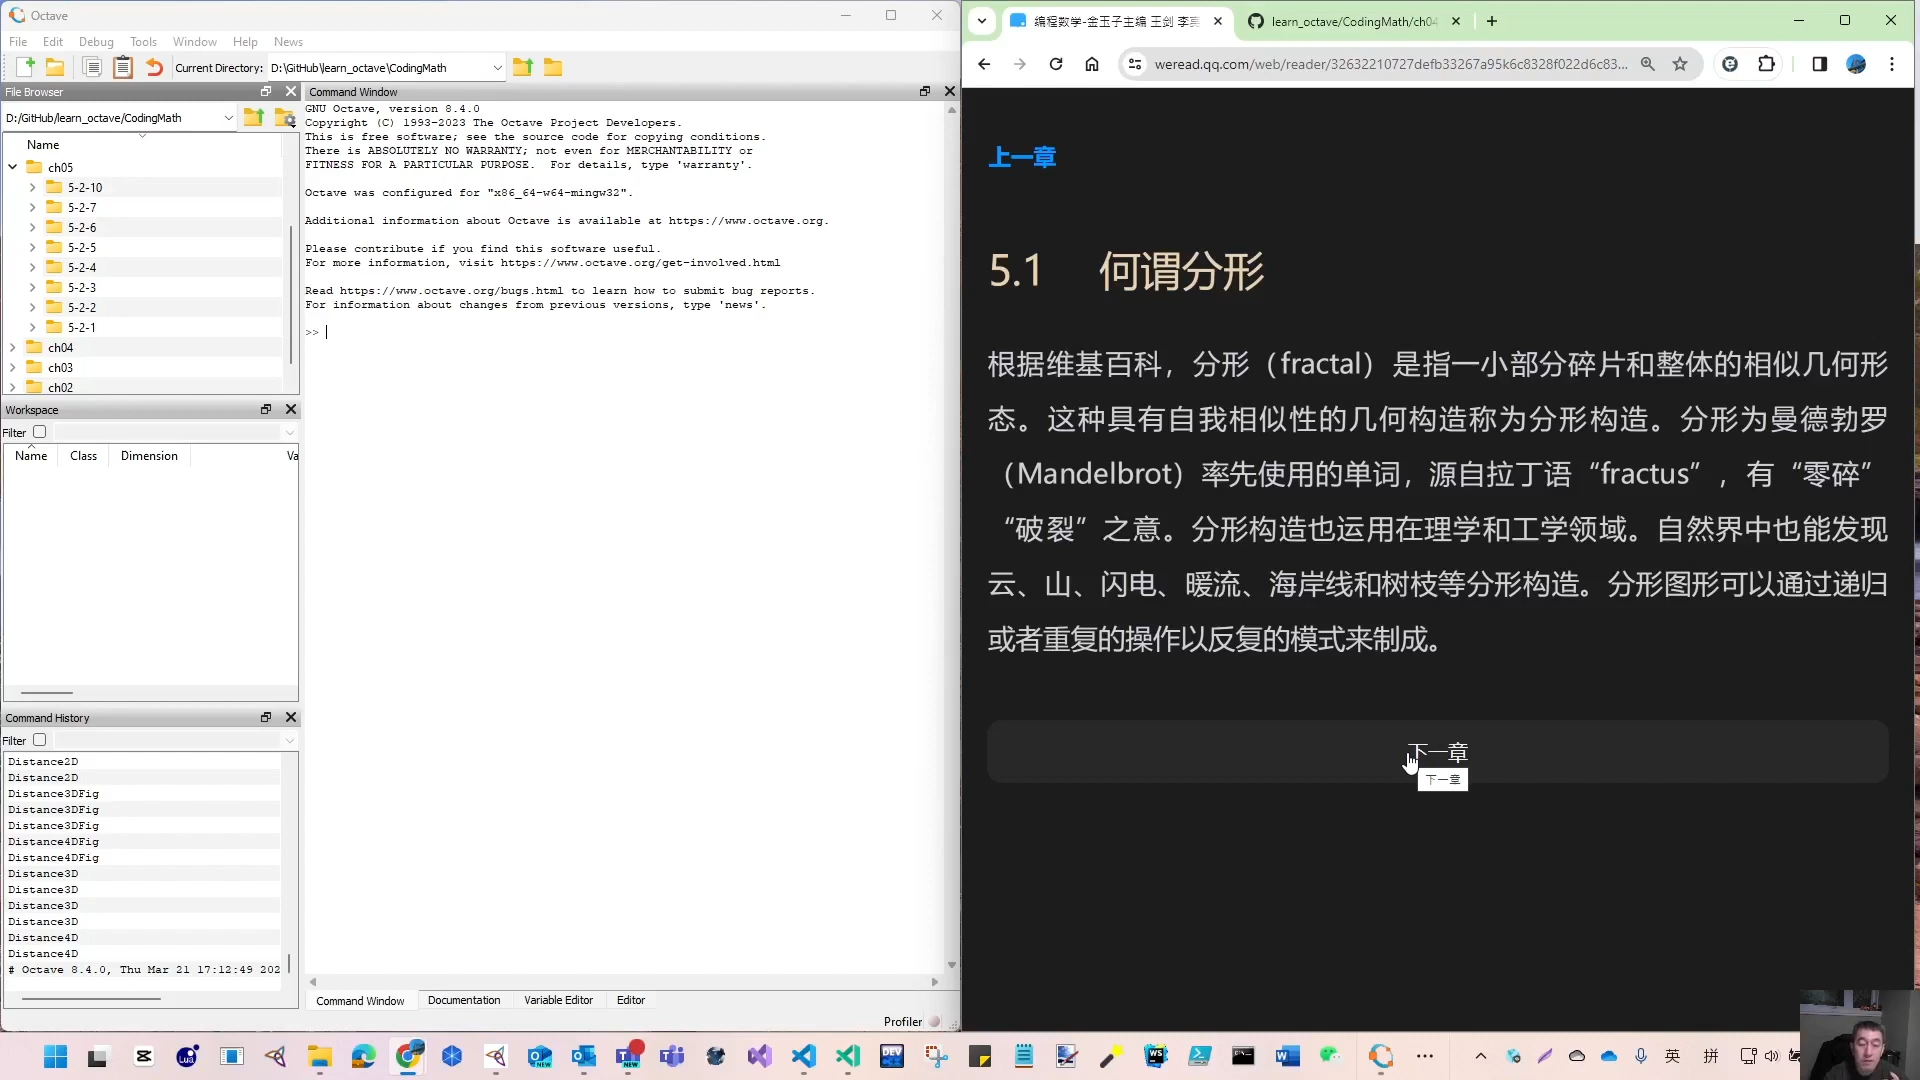 Octave
File Edit Debug Tools Window Help News
Current Directory: D:\GitHub\learn_octave\CodingMath
File Browser
D:/GitHub/learn_octave/CodingMath
Name
ch05
5-2-10
5-2-7
5-2-6
5-2-5
5-2-4
5-2-3
5-2-2
5-2-1
ch04
ch03
ch02
Workspace
Filter
Name Class Dimension Va
Command History
Filter
Distance2D
Distance2D
Distance3DFig
Distance3DFig
Distance3DFig
Distance4DFig
Distance4DFig
Distance3D
Distance3D
Distance3D
Distance3D
Distance4D
Distance4D
# Octave 8.4.0, Thu Mar 21 17:12:49 202
Command Window
GNU Octave, version 8.4.0
Copyright (C) 1993-2023 The Octave Project Developers.
This is free software; see the source code for copying conditions.
There is ABSOLUTELY NO WARRANTY; not even for MERCHANTABILITY or
FITNESS FOR A PARTICULAR PURPOSE.  For details, type 'warranty'.
Octave was configured for "x86_64-w64-mingw32".
Additional information about Octave is available at https://www.octave.org.
Please contribute if you find this software useful.
For more information, visit https://www.octave.org/get-involved.html
Read https://www.octave.org/bugs.html to learn how to submit bug reports.
For information about changes from previous versions, type 'news'.
>>
Command Window Documentation Variable Editor Editor
Profiler
编程数学-金玉子主编 王剑 李
learn_octave/CodingMath/ch04
weread.qq.com/web/reader/32632210727defb33267a95k6c8328f022d6c83...
上一章
5.1 何谓分形
根据维基百科，分形（fractal）是指一小部分碎片和整体的相似几何形
态。这种具有自我相似性的几何构造称为分形构造。分形为曼德勃罗
（Mandelbrot）率先使用的单词，源自拉丁语“fractus”，有“零碎”
“破裂”之意。分形构造也运用在理学和工学领域。自然界中也能发现
云、山、闪电、暖流、海岸线和树枝等分形构造。分形图形可以通过递归
或者重复的操作以反复的模式来制成。
下一章
下一章
英 拼